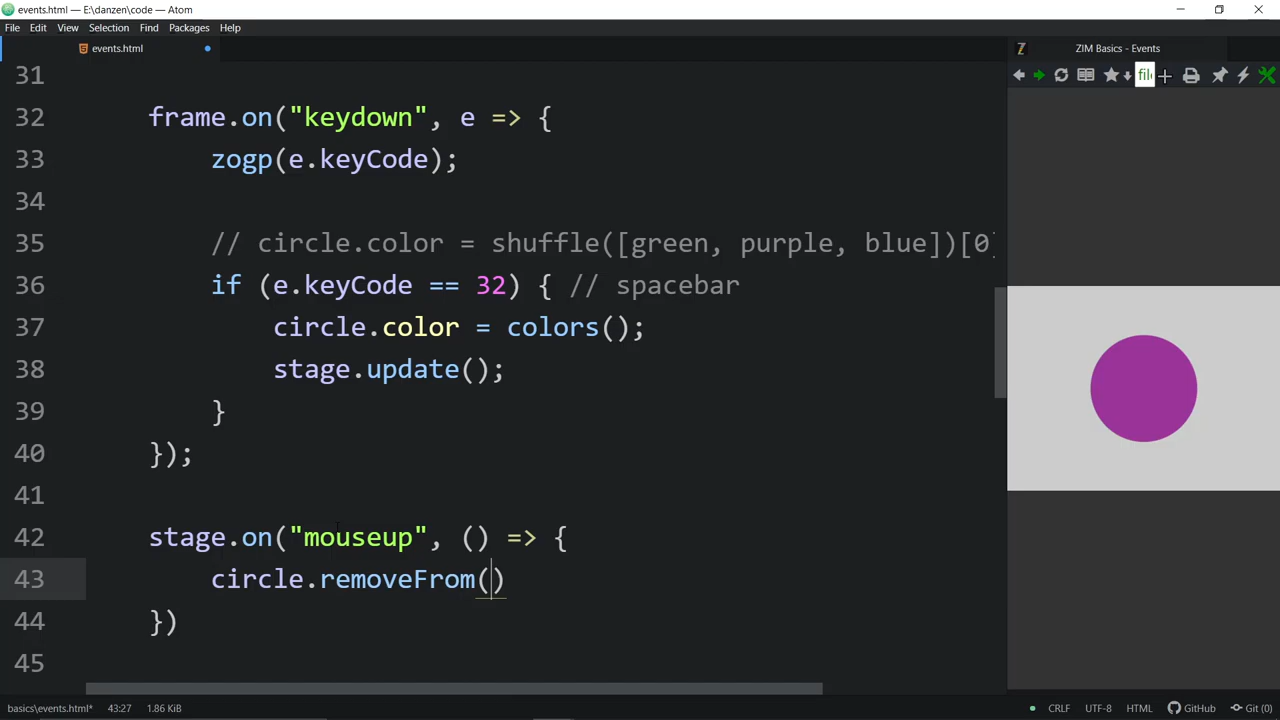 events.html — E:\danzen\code — Atom
File Edit View Selection Find Packages Help
events.html
ZIM Basics - Events
file
31
32 frame.on("keydown", e => {
33 zogp(e.keyCode);
34
35 // circle.color = shuffle([green, purple, blue])[0]
36 if (e.keyCode == 32) { // spacebar
37 circle.color = colors();
38 stage.update();
39 }
40 });
41
42 stage.on("mouseup", () => {
43 circle.removeFrom()
44 })
45
basics\events.html* 43:27 1.86 KiB CRLF UTF-8 HTML GitHub Git (0)